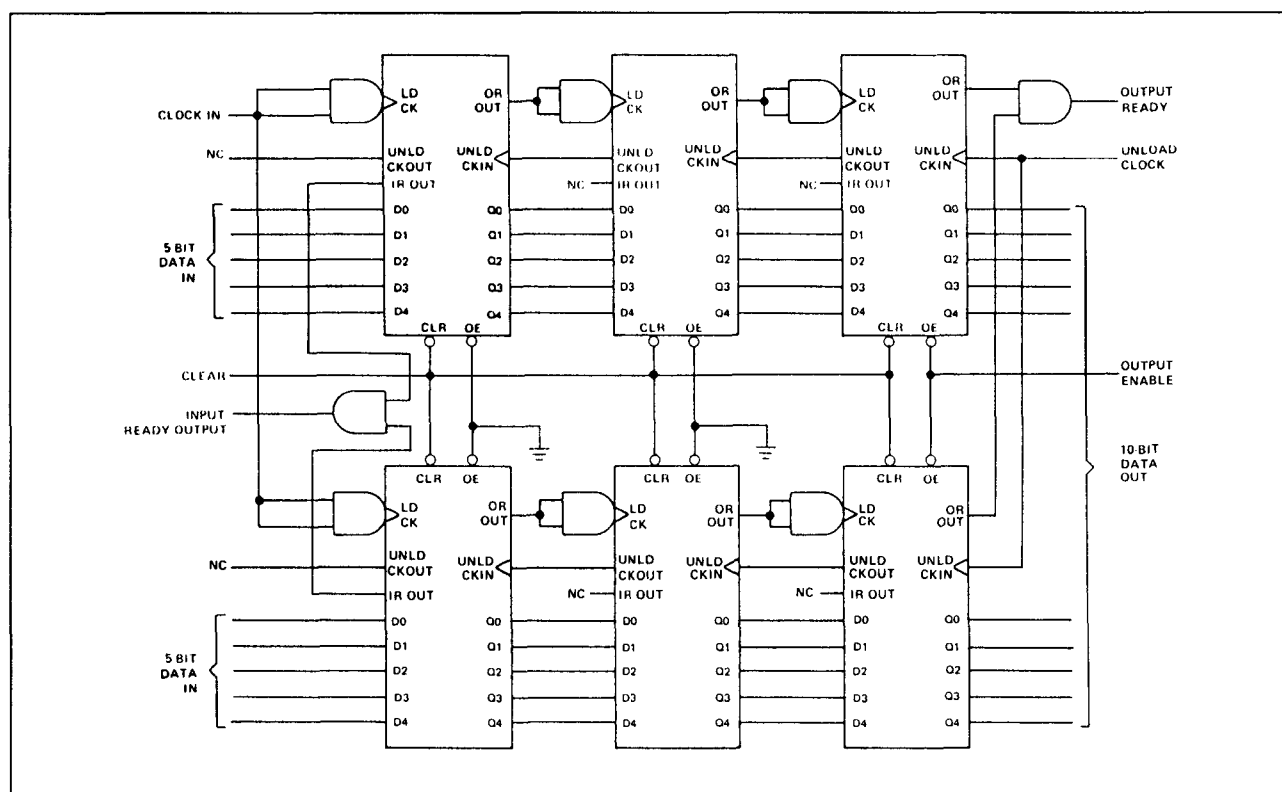 CLOCK IN
NC
5 BIT
DATA
IN
LD
CK
UNLD
CKOUT
IR OUT
D0
D1
D2
D3
D4
OR
OUT
UNLD
CKIN
Q0
Q1
Q2
Q3
Q4
CLR
OE
LD
CK
UNLD
CKOUT
NC
IR OUT
D0
D1
D2
D3
D4
OR
OUT
UNLD
CKIN
Q0
Q1
Q2
Q3
Q4
CLR
OE
LD
CK
UNLD
CKOUT
NC
IR OUT
D0
D1
D2
D3
D4
OR
OUT
UNLD
CKIN
Q0
Q1
Q2
Q3
Q4
CLR
OE
OUTPUT
READY
UNLOAD
CLOCK
CLEAR
INPUT
READY OUTPUT
OUTPUT
ENABLE
10-BIT
DATA
OUT
NC
5 BIT
DATA
IN
CLR
OE
LD
CK
UNLD
CKOUT
IR OUT
D0
D1
D2
D3
D4
OR
OUT
UNLD
CKIN
Q0
Q1
Q2
Q3
Q4
CLR
OE
LD
CK
UNLD
CKOUT
NC
IR OUT
D0
D1
D2
D3
D4
OR
OUT
UNLD
CKIN
Q0
Q1
Q2
Q3
Q4
CLR
OE
LD
CK
UNLD
CKOUT
NC
IR OUT
D0
D1
D2
D3
D4
OR
OUT
UNLD
CKIN
Q0
Q1
Q2
Q3
Q4